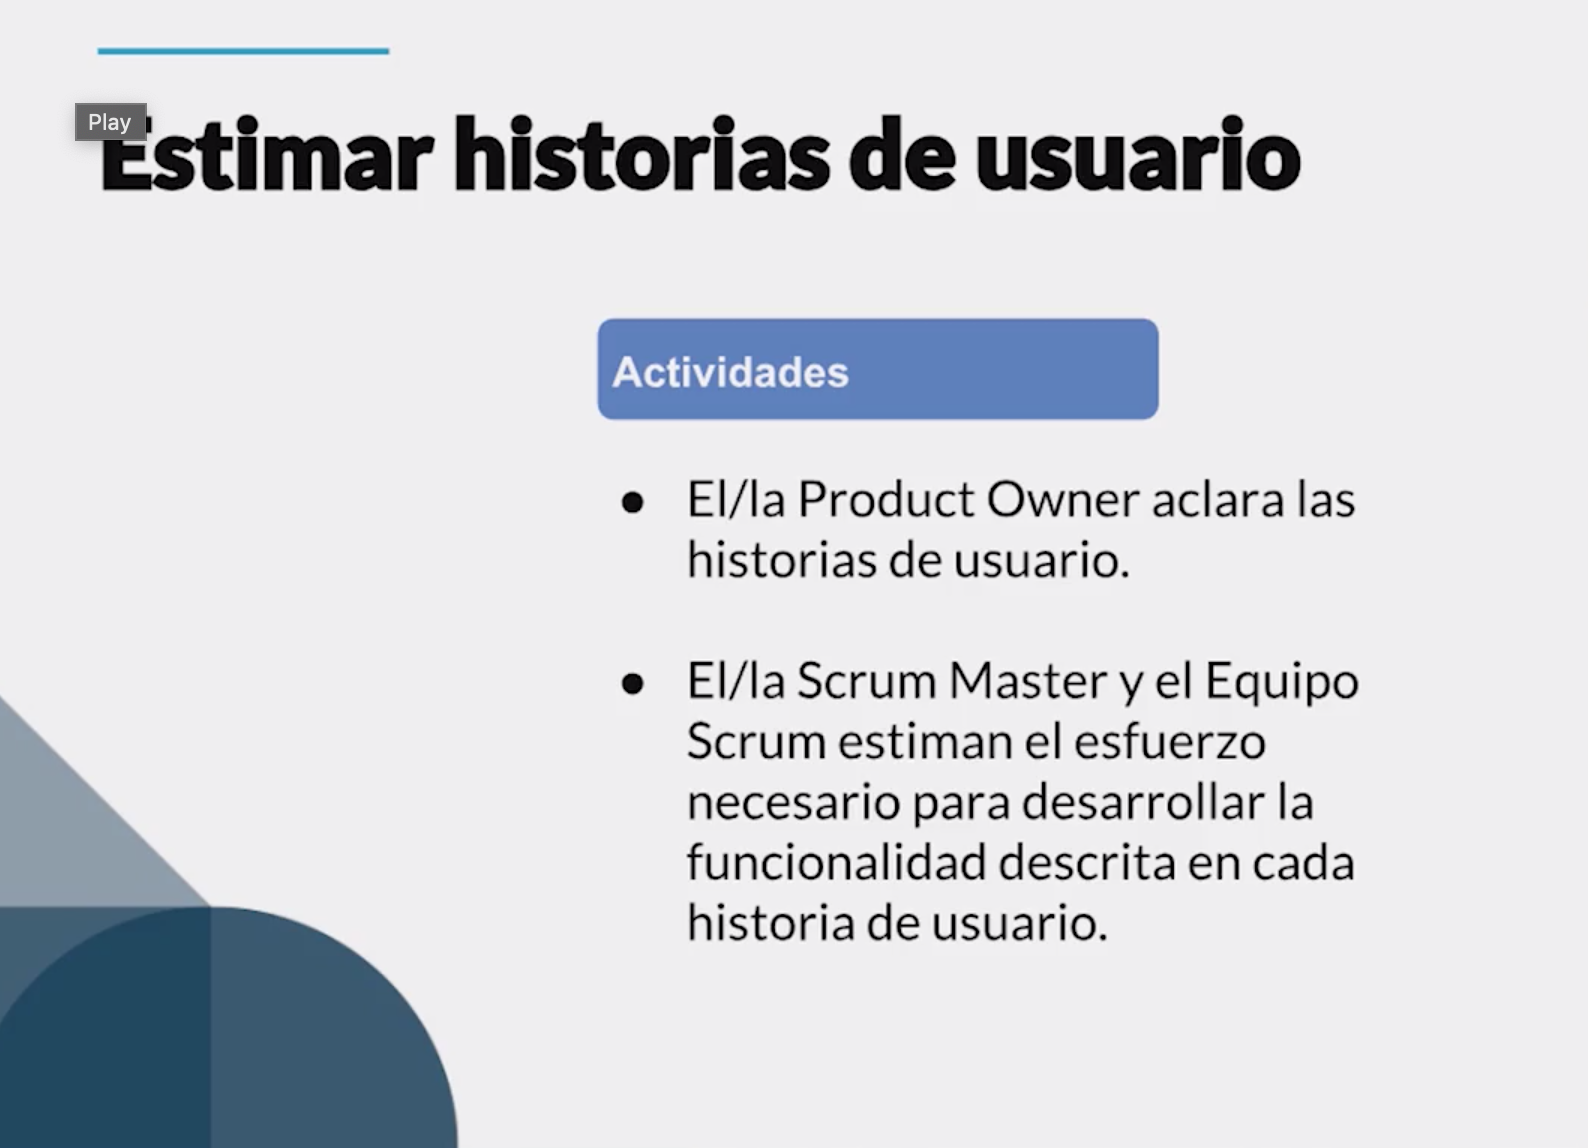 Play
Estimar historias de usuario
Actividades
● El/la Product Owner aclara las
historias de usuario.
● El/la Scrum Master y el Equipo
Scrum estiman el esfuerzo
necesario para desarrollar la
funcionalidad descrita en cada
historia de usuario.